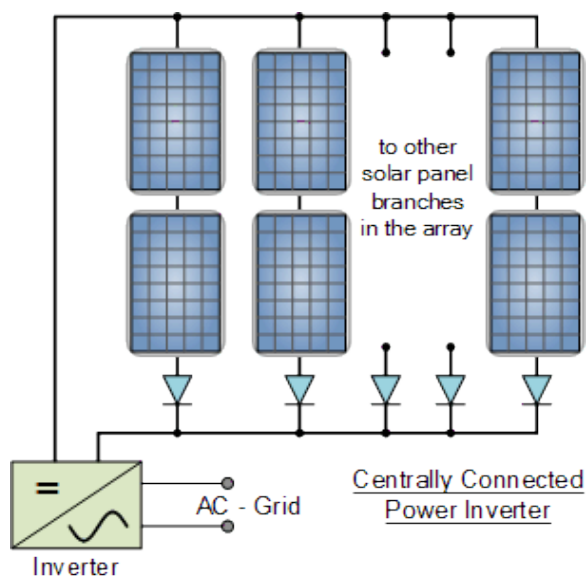 to other
solar panel
branches
in the array
=
AC - Grid
Inverter
Centrally Connected
Power Inverter